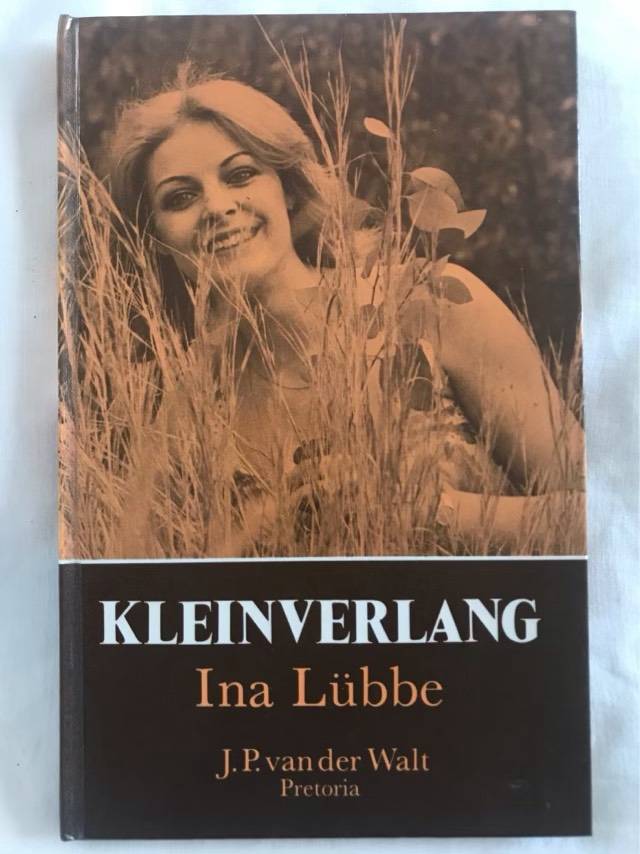 KLEINVERLANG
Ina Lübbe
J.P. van der Walt
Pretoria